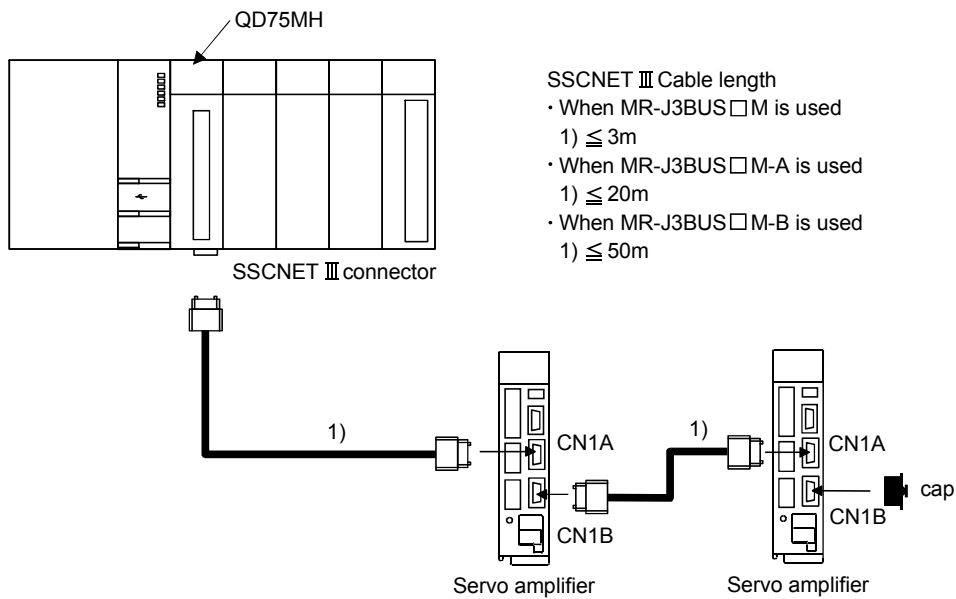 QD75MH
SSCNET Ⅲ Cable length
・When MR-J3BUS□M is used
1) ≦ 3m
・When MR-J3BUS□M-A is used
1) ≦ 20m
・When MR-J3BUS□M-B is used
1) ≦ 50m
SSCNET Ⅲ connector
1)
CN1A
1)
CN1A
cap
CN1B
CN1B
Servo amplifier
Servo amplifier